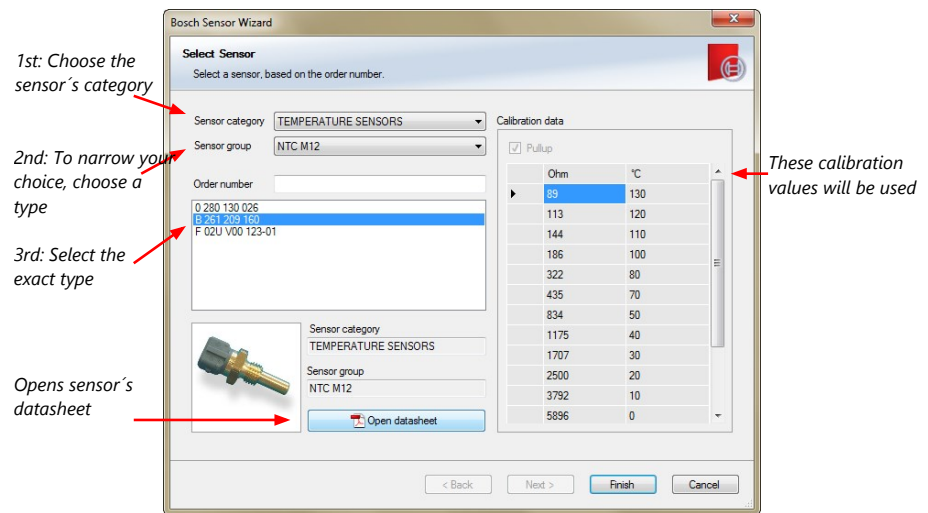 Bosch Sensor Wizard
Select Sensor
Select a sensor, based on the order number.
1st: Choose the
sensor´s category
Sensor category TEMPERATURE SENSORS
Sensor group NTC M12
2nd: To narrow your
choice, choose a
type
Order number
0 280 130 026
B 261 209 160
F 02U V00 123-01
3rd: Select the
exact type
Sensor category
TEMPERATURE SENSORS
Sensor group
NTC M12
Opens sensor´s
datasheet
Open datasheet
Calibration data
Pullup
Ohm °C
89 130
113 120
144 110
186 100
322 80
435 70
834 50
1175 40
1707 30
2500 20
3792 10
5896 0
These calibration
values will be used
< Back Next > Finish Cancel